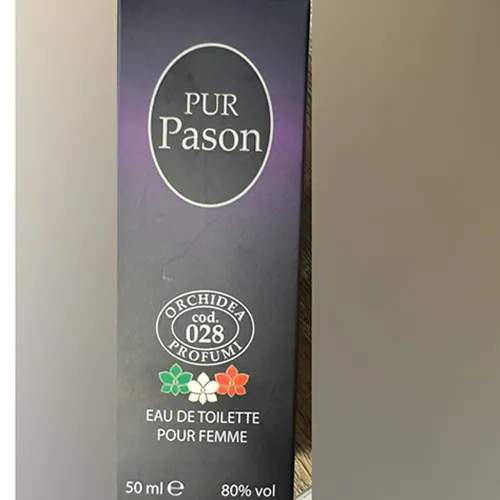 PUR
Pason
ORCHIDEA
cod.
028
PROFUMI
EAU DE TOILETTE
POUR FEMME
50 ml ℮ 80% vol